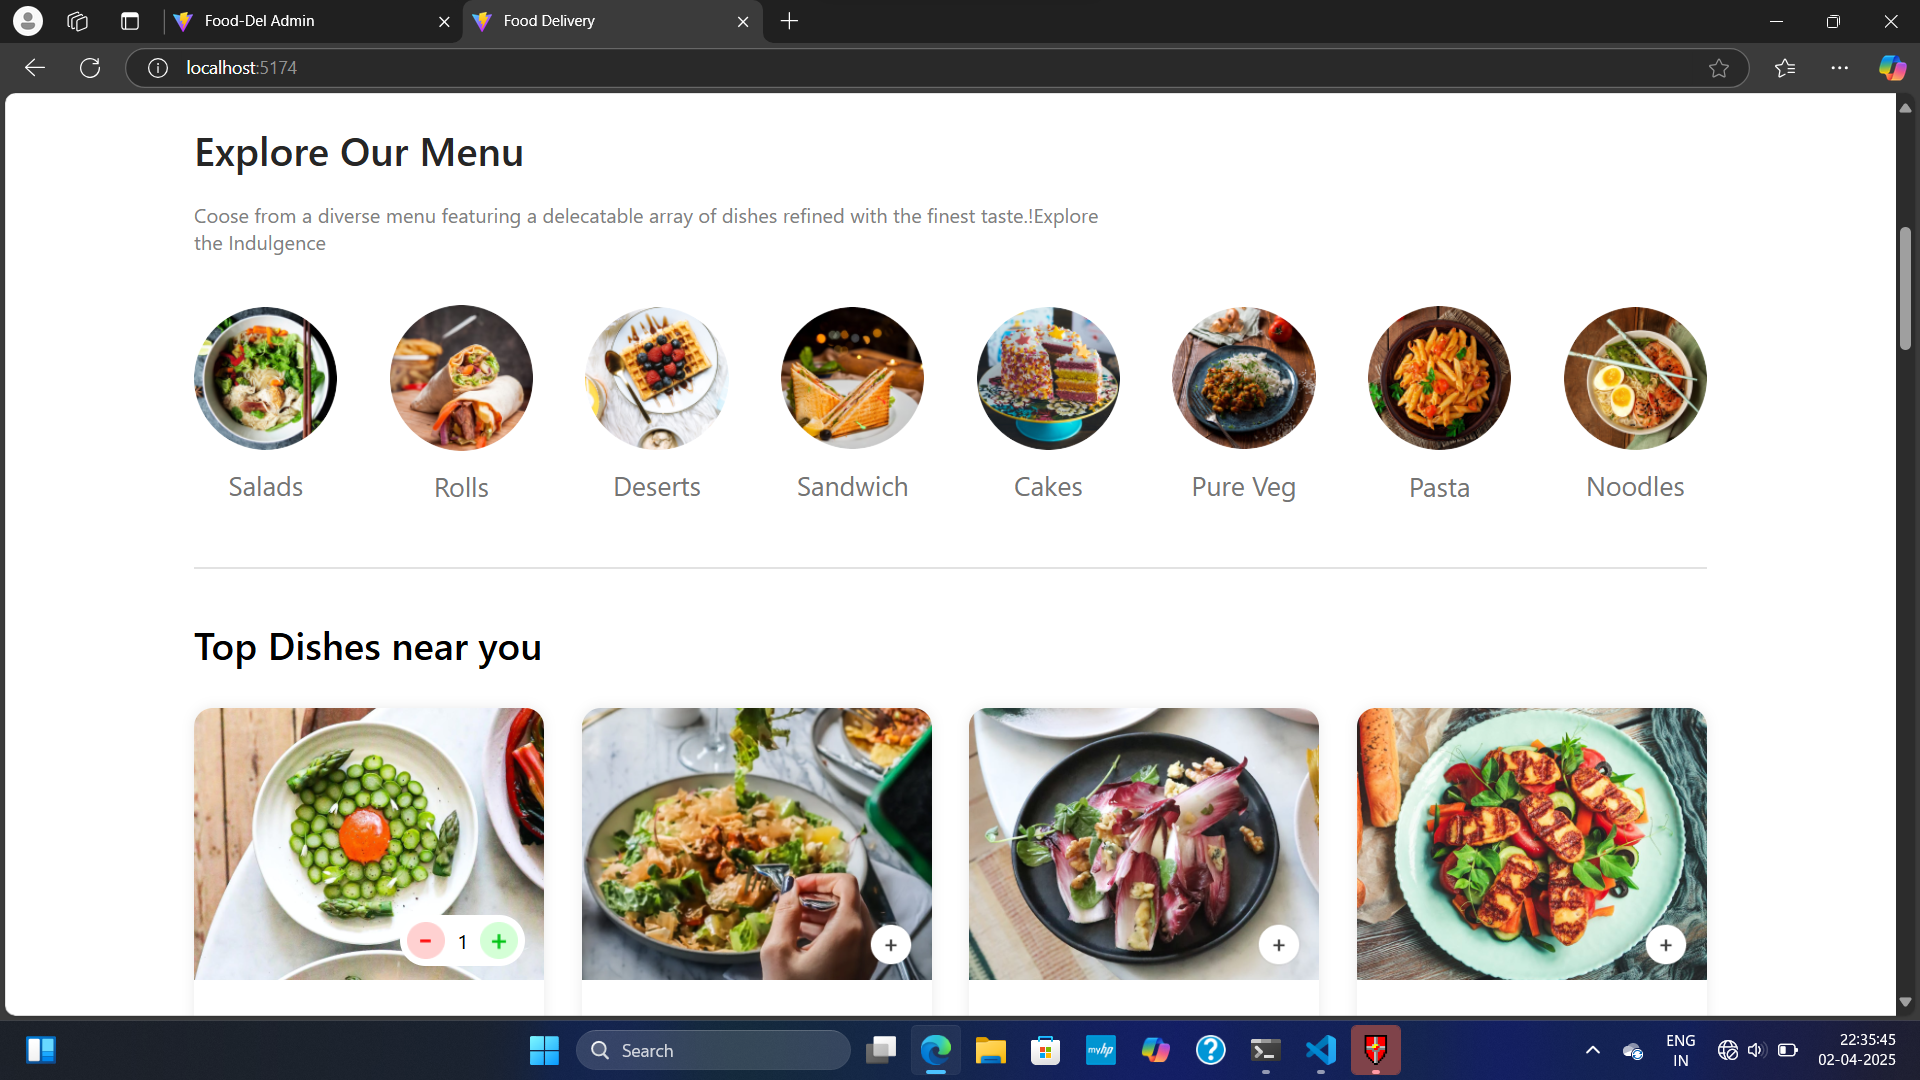 Food-Del Admin
Food Delivery
localhost:5174
Explore Our Menu
Coose from a diverse menu featuring a delecatable array of dishes refined with the finest taste.!Explore
the Indulgence
Salads
Rolls
Deserts
Sandwich
Cakes
Pure Veg
Pasta
Noodles
Top Dishes near you
1
Search
myhp
ENG
IN
22:35:45
02-04-2025